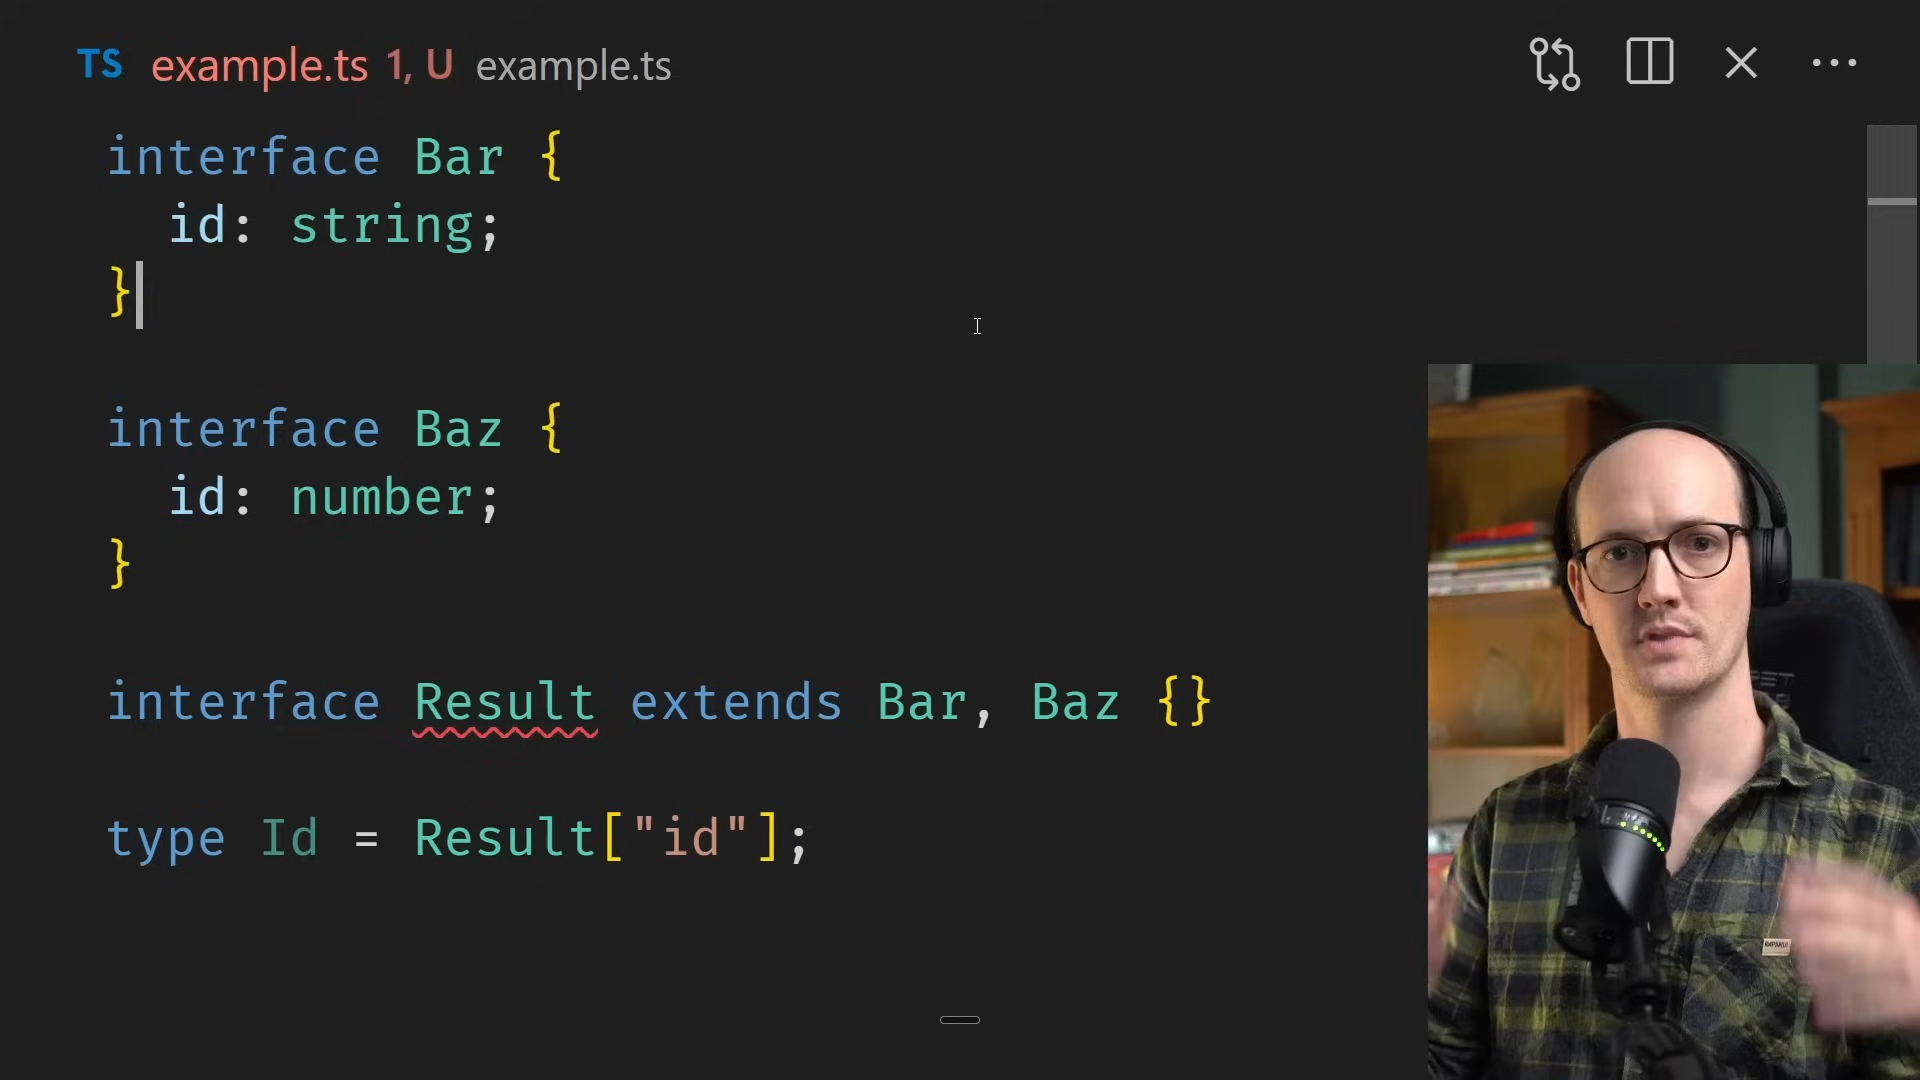 TS example.ts 1, U example.ts
interface Bar {
  id: string;
}
interface Baz {
  id: number;
}
interface Result extends Bar, Baz {}
type Id = Result["id"];